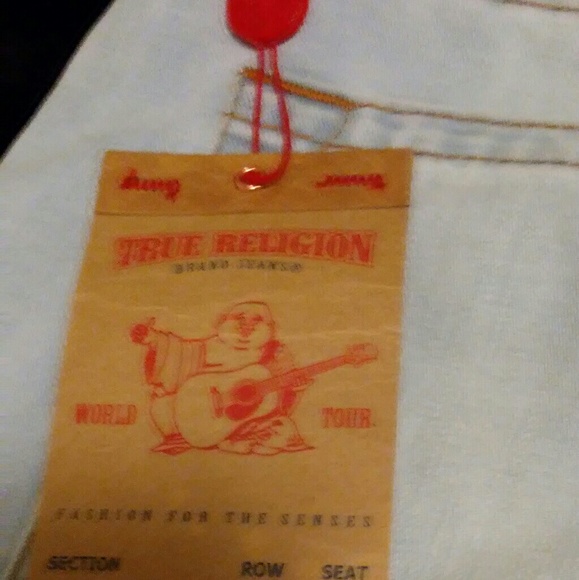 TRUE RELIGION
BRAND JEANS®
WORLD TOUR
FASHION FOR THE SENSES
SECTION ROW SEAT